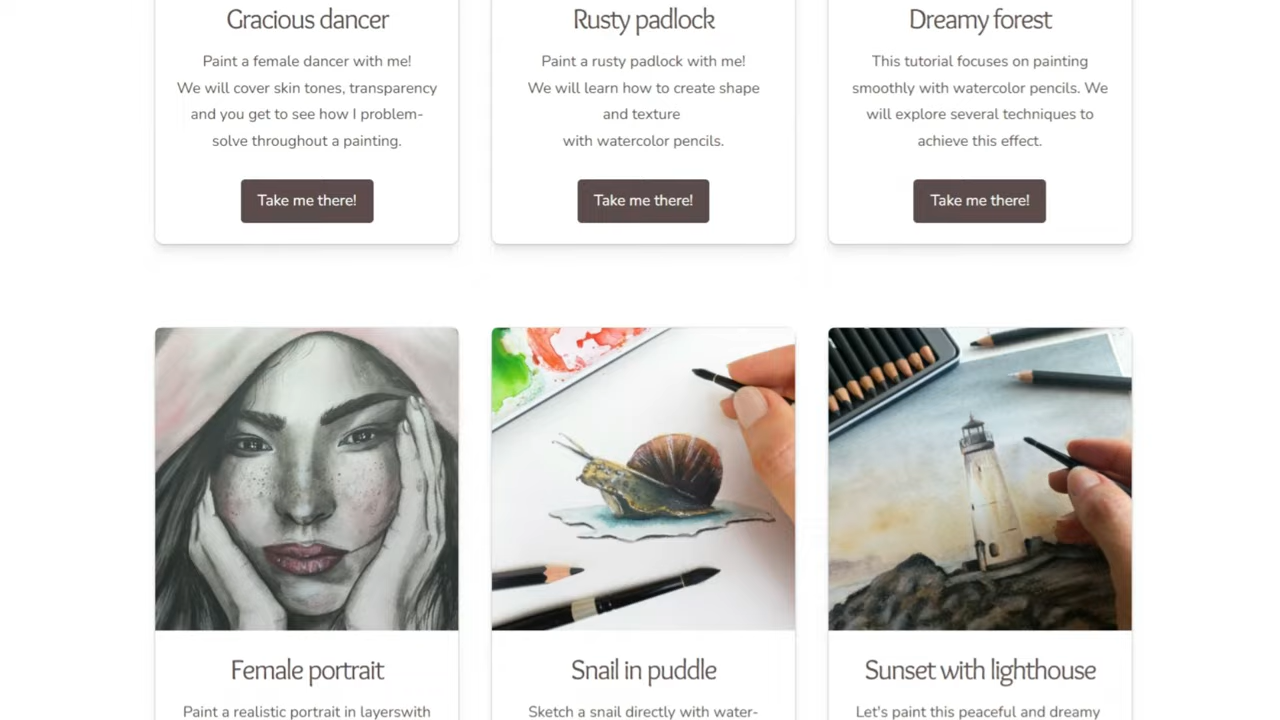 Gracious dancer
Paint a female dancer with me!
We will cover skin tones, transparency
and you get to see how I problem-
solve throughout a painting.
Take me there!
Rusty padlock
Paint a rusty padlock with me!
We will learn how to create shape
and texture
with watercolor pencils.
Take me there!
Dreamy forest
This tutorial focuses on painting
smoothly with watercolor pencils. We
will explore several techniques to
achieve this effect.
Take me there!
Female portrait
Paint a realistic portrait in layerswith
Snail in puddle
Sketch a snail directly with water-
Sunset with lighthouse
Let's paint this peaceful and dreamy